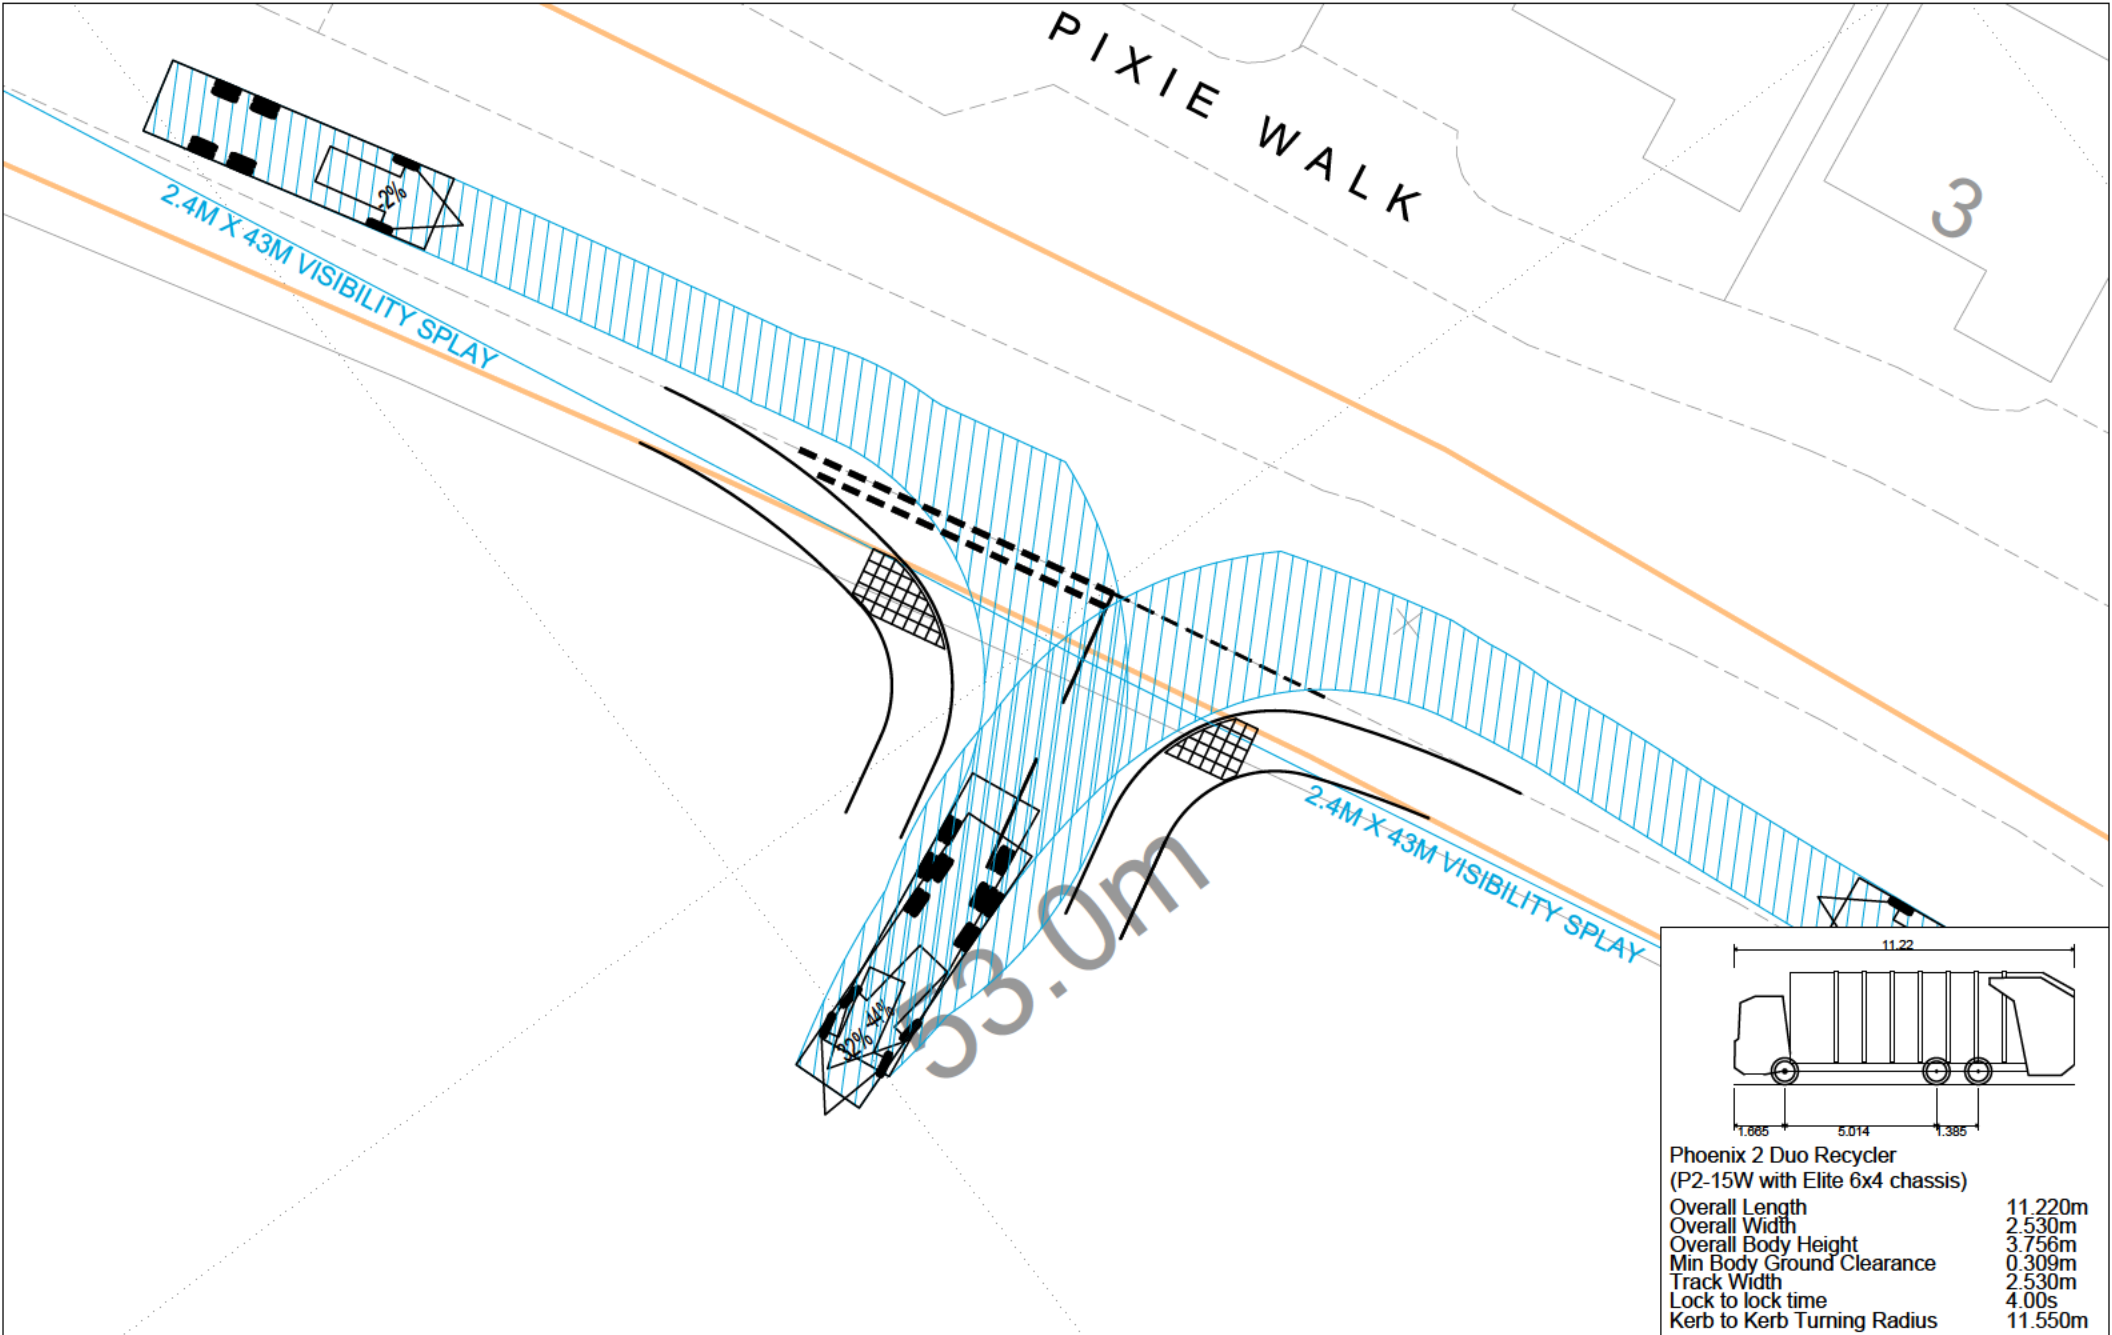 PIXIE WALK
3
-2%
2.4M X 43M VISIBILITY SPLAY
2.4M X 43M VISIBILITY SPLAY
53.0m
32%
11.22
1.665
5.014
1.385
Phoenix 2 Duo Recycler
(P2-15W with Elite 6x4 chassis)
Overall Length 11.220m
Overall Width 2.530m
Overall Body Height 3.756m
Min Body Ground Clearance 0.309m
Track Width 2.530m
Lock to lock time 4.00s
Kerb to Kerb Turning Radius 11.550m